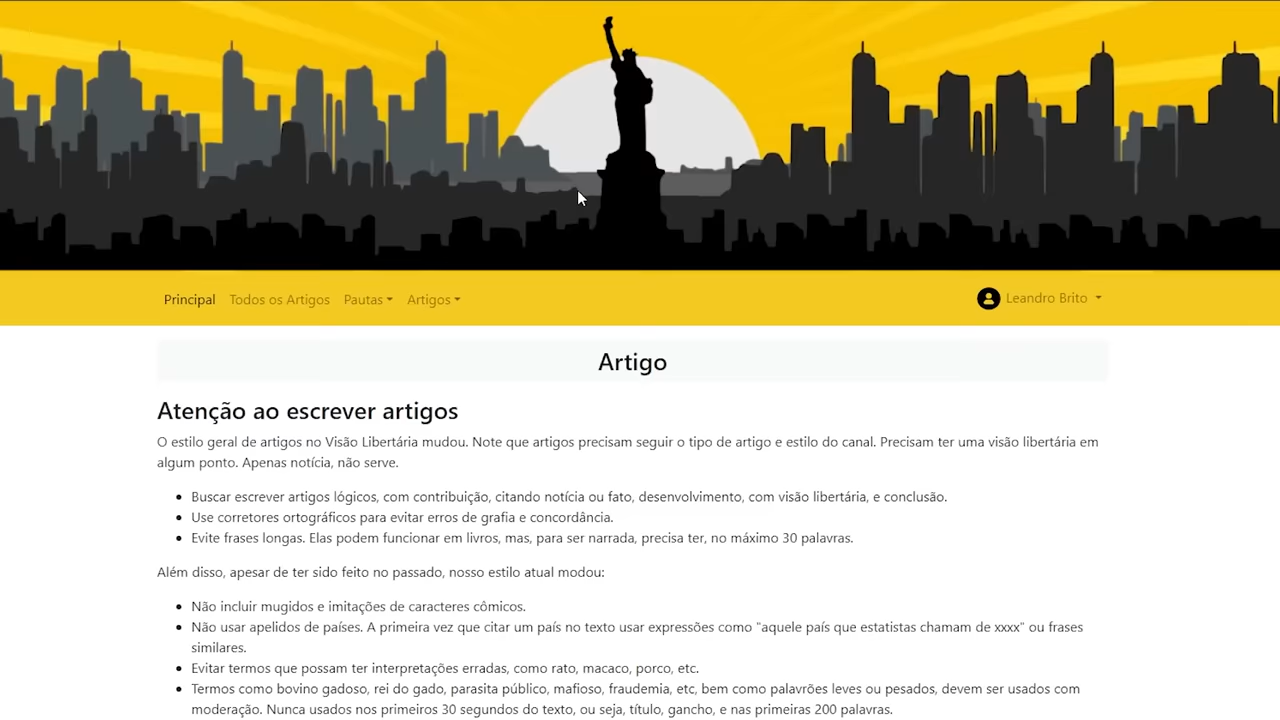 Principal Todos os Artigos Pautas Artigos Leandro Brito
Artigo
Atenção ao escrever artigos
O estilo geral de artigos no Visão Libertária mudou. Note que artigos precisam seguir o tipo de artigo e estilo do canal. Precisam ter uma visão libertária em
algum ponto. Apenas notícia, não serve.
Buscar escrever artigos lógicos, com contribuição, citando notícia ou fato, desenvolvimento, com visão libertária, e conclusão.
Use corretores ortográficos para evitar erros de grafia e concordância.
Evite frases longas. Elas podem funcionar em livros, mas, para ser narrada, precisa ter, no máximo 30 palavras.
Além disso, apesar de ter sido feito no passado, nosso estilo atual modou:
Não incluir mugidos e imitações de caracteres cômicos.
Não usar apelidos de países. A primeira vez que citar um país no texto usar expressões como "aquele país que estatistas chamam de xxxx" ou frases
similares.
Evitar termos que possam ter interpretações erradas, como rato, macaco, porco, etc.
Termos como bovino gadoso, rei do gado, parasita público, mafioso, fraudemia, etc, bem como palavrões leves ou pesados, devem ser usados com
moderação. Nunca usados nos primeiros 30 segundos do texto, ou seja, título, gancho, e nas primeiras 200 palavras.